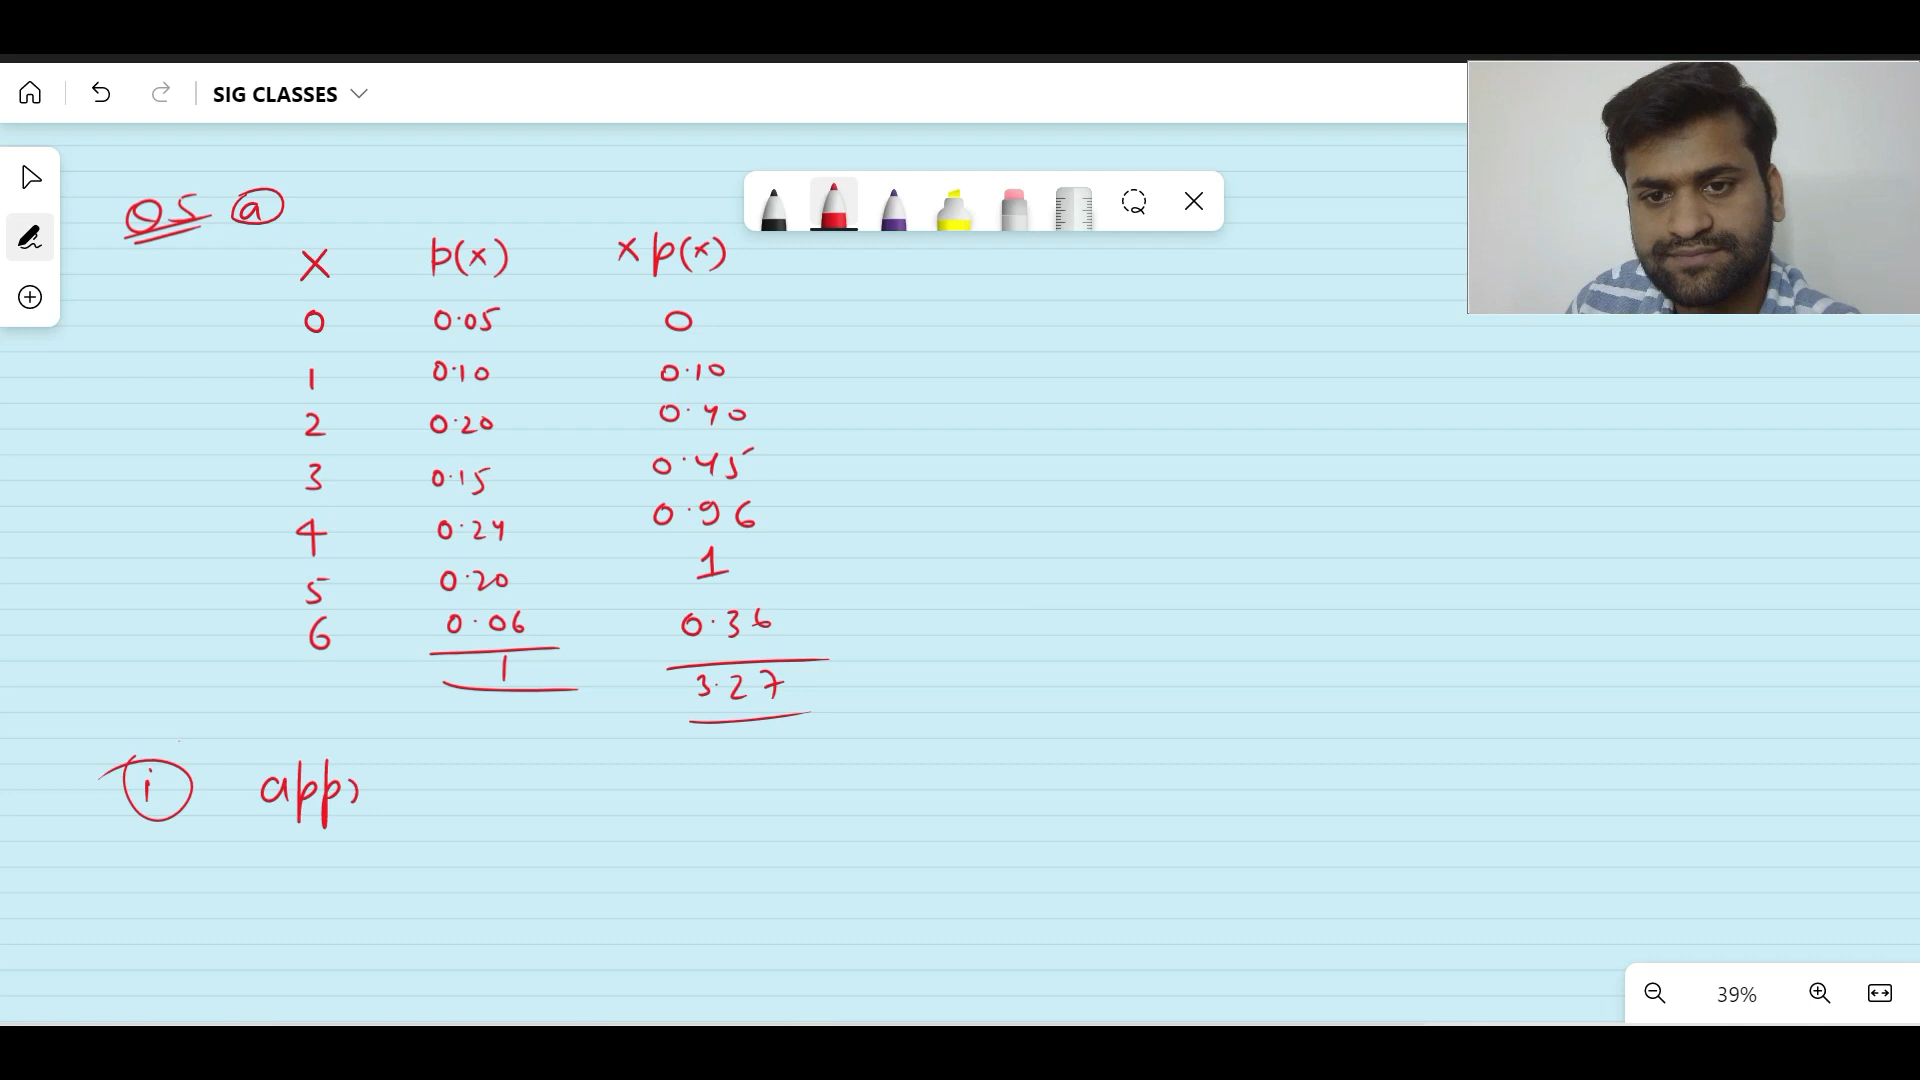 SIG CLASSES
Q5 a
X p(x) x p(x)
0 0.05 0
1 0.10 0.10
2 0.20 0.40
3 0.15 0.45
4 0.24 0.96
5 0.20 1
6 0.06 0.36
1 3.27
i app
39%